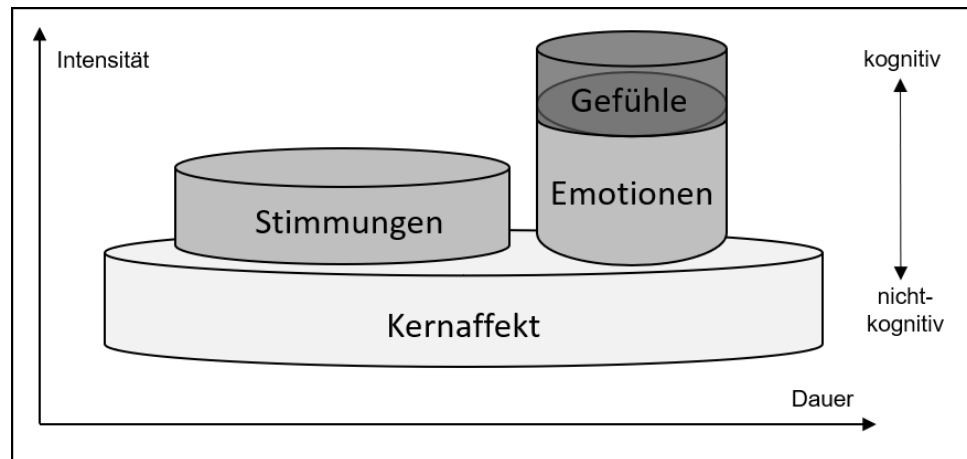 Intensität
kognitiv
Gefühle
Emotionen
Stimmungen
Kernaffekt
nicht-
kognitiv
Dauer